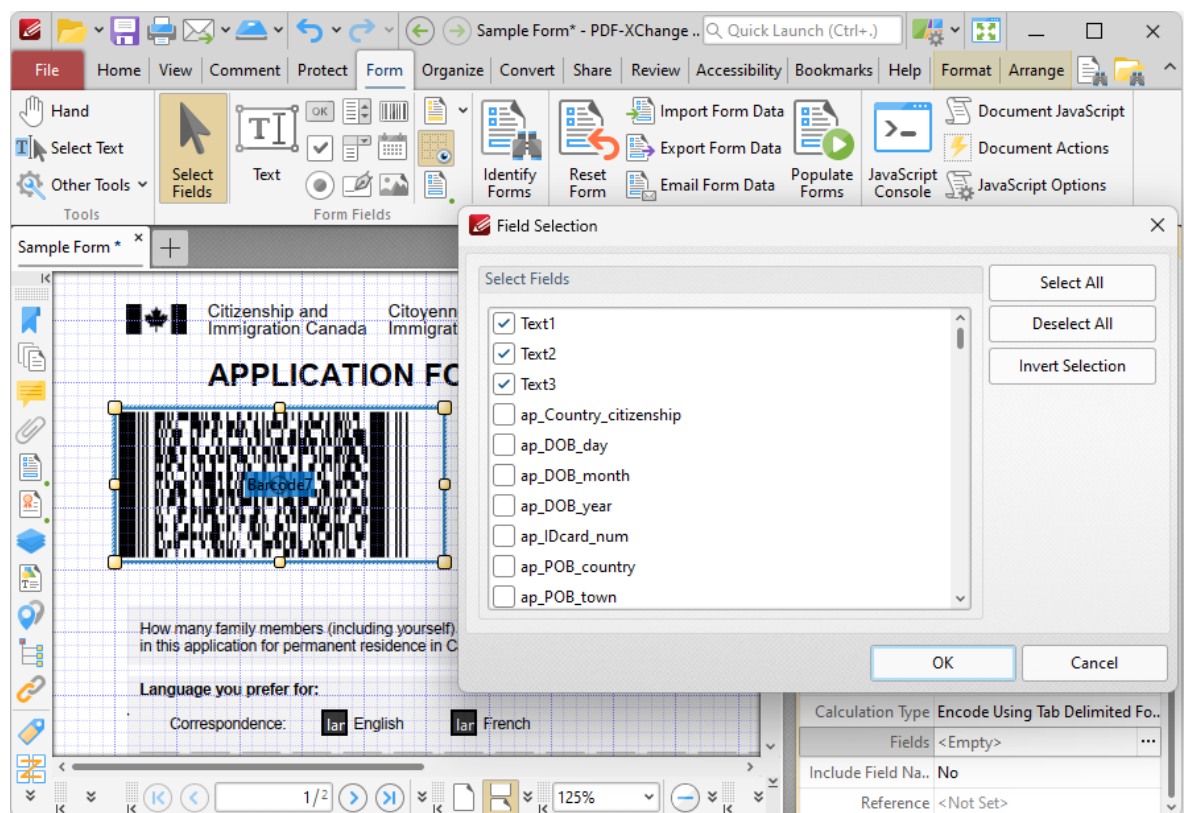 Sample Form* - PDF-XChange ..
Quick Launch (Ctrl+.)
File Home View Comment Protect Form Organize Convert Share Review Accessibility Bookmarks Help Format Arrange
Hand
Select Text
Other Tools
Tools
Select Fields
Text
OK
Form Fields
Identify Forms
Reset Form
Import Form Data
Export Form Data
Email Form Data
Populate Forms
JavaScript Console
Document JavaScript
Document Actions
JavaScript Options
Sample Form *
Field Selection
Select Fields
Text1
Text2
Text3
ap_Country_citizenship
ap_DOB_day
ap_DOB_month
ap_DOB_year
ap_IDcard_num
ap_POB_country
ap_POB_town
Select All
Deselect All
Invert Selection
OK
Cancel
Citizenship and
Immigration Canada
Citoyenn
Immigrat
APPLICATION FO
Barcode7
How many family members (including yourself)
in this application for permanent residence in C
Language you prefer for:
Correspondence: lar English lar French
Calculation Type Encode Using Tab Delimited Fo..
Fields <Empty> ...
Include Field Na.. No
Reference <Not Set>
1/2
125%